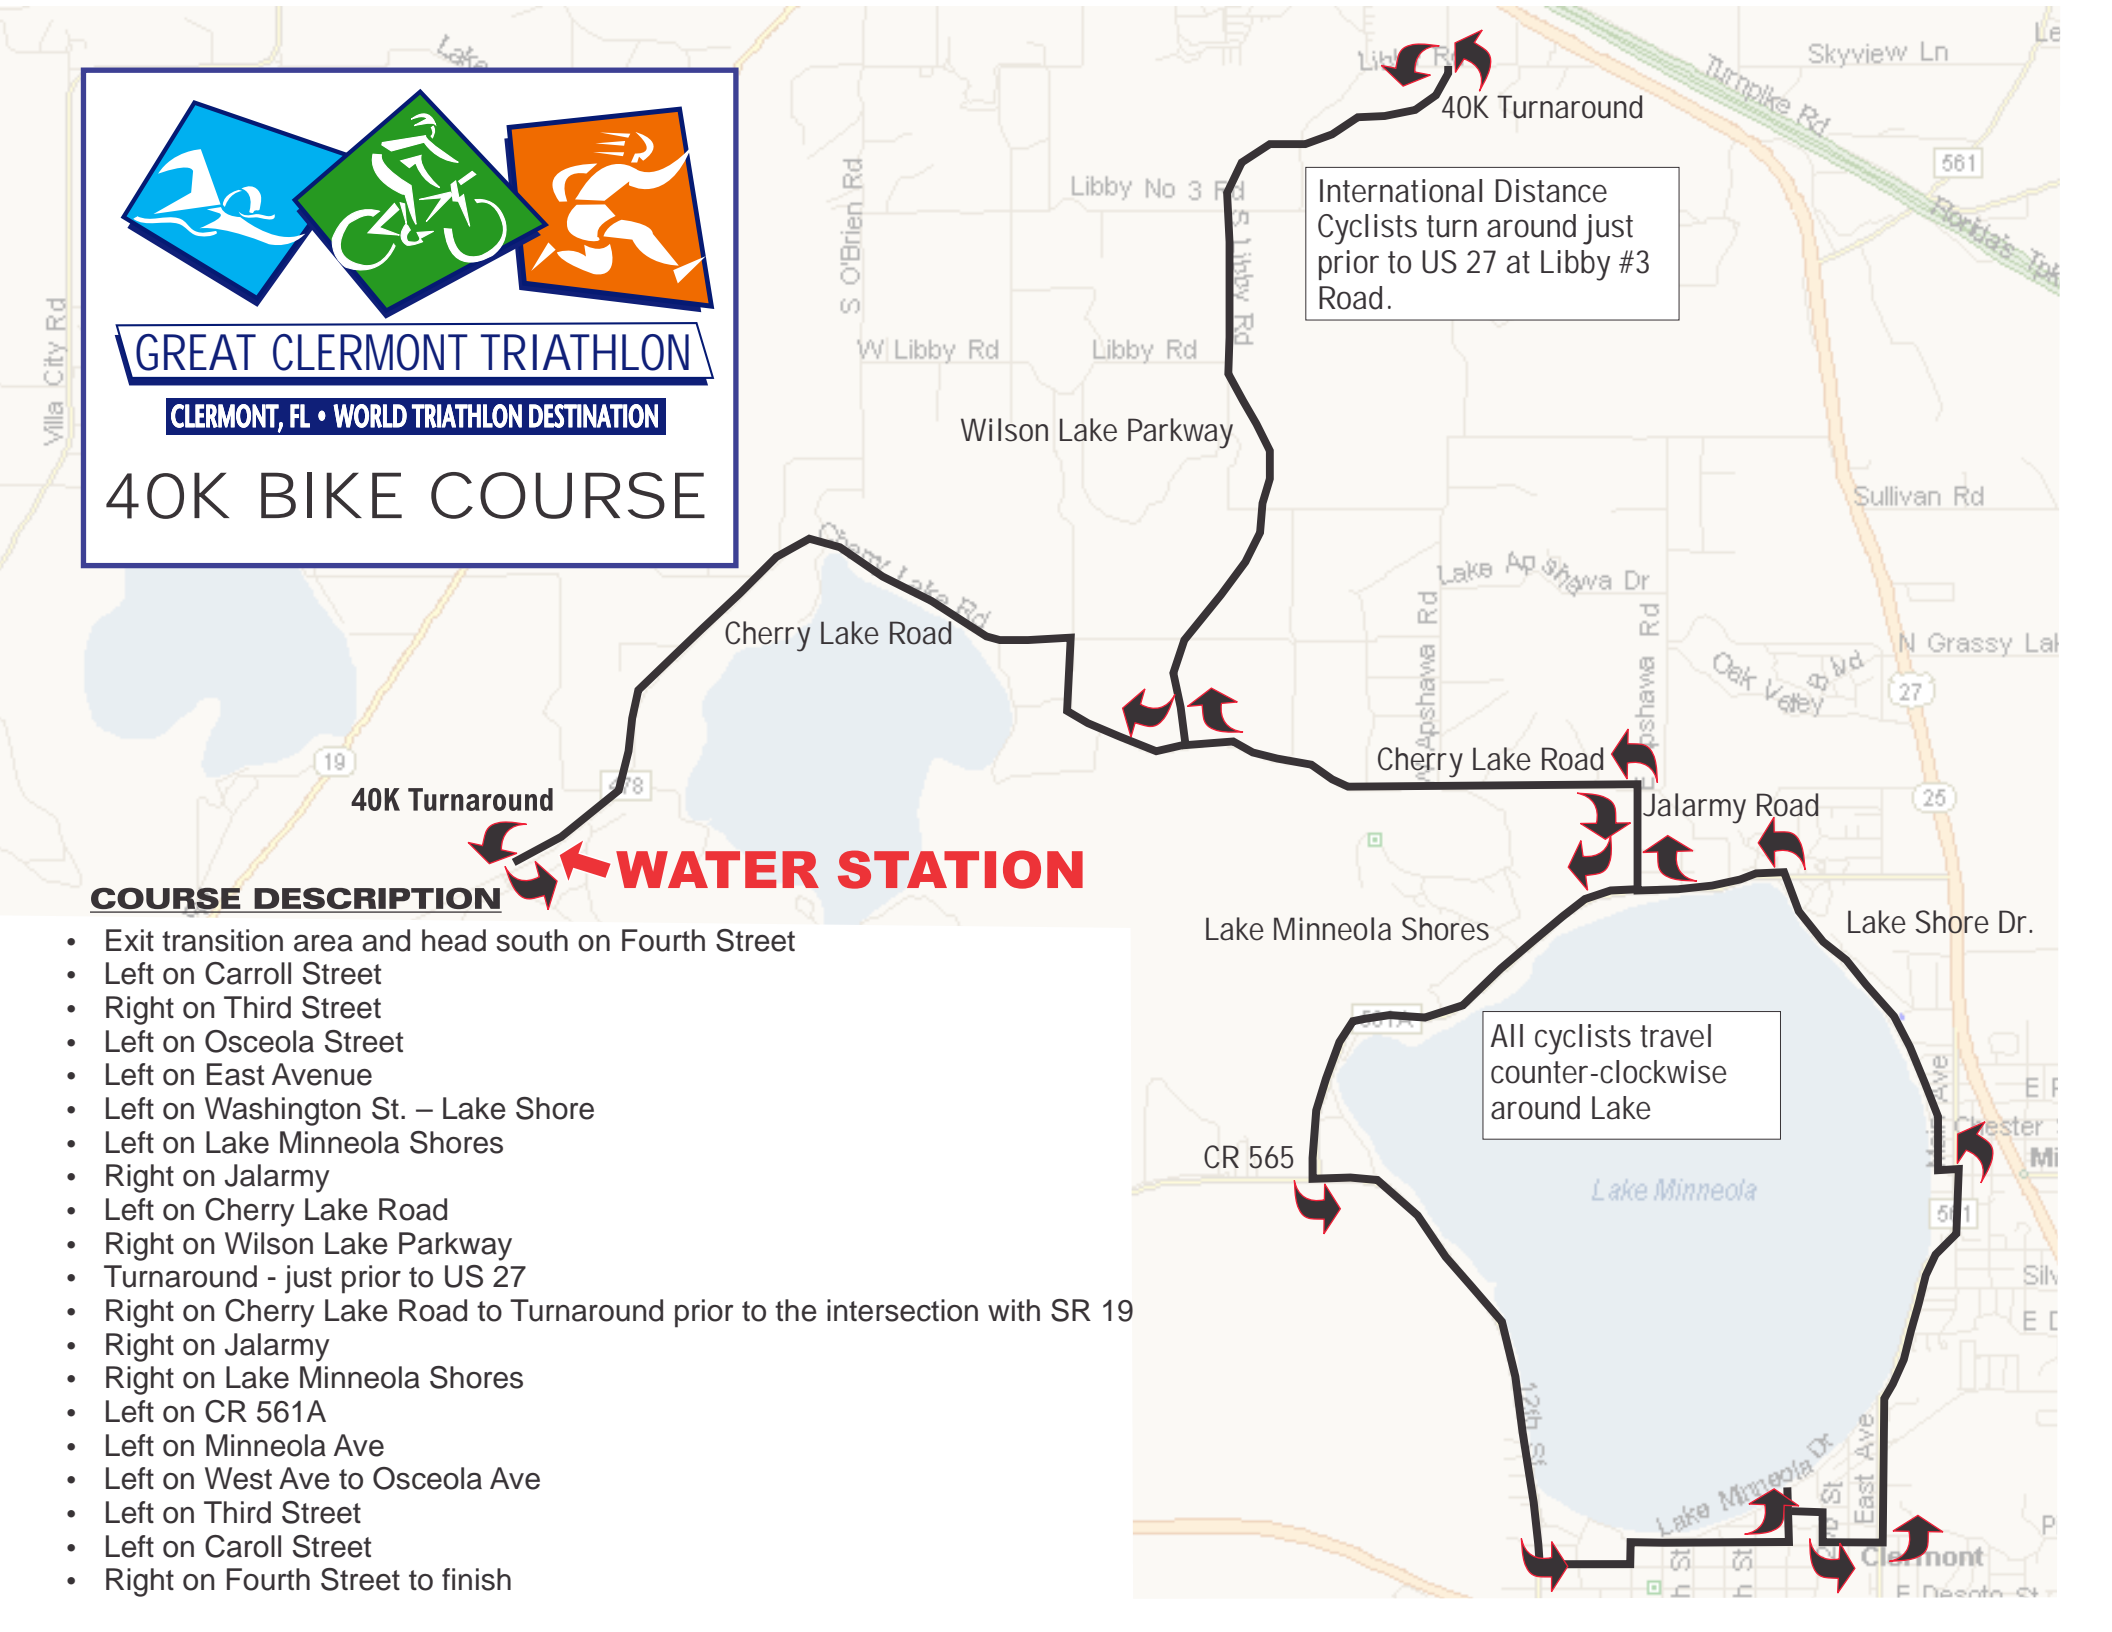 Lake
GREAT CLERMONT TRIATHLON
CLERMONT, FL • WORLD TRIATHLON DESTINATION
40K BIKE COURSE
Villa City Rd
S O'Brien Rd
Libby No 3 Rd
S Libby Rd
W Libby Rd
Libby Rd
40K Turnaround
Skyview Ln
Turnpike Rd
561
Florida's Tpk
International Distance
Cyclists turn around just
prior to US 27 at Libby #3
Road.
Wilson Lake Parkway
Sullivan Rd
Cherry Lake Rd
Cherry Lake Road
Lake Apshawa Dr
Apshawa Rd
Apshawa Rd
N Grassy Lak
Oak Valley Blvd
27
19
478
40K Turnaround
WATER STATION
Cherry Lake Road
Jalarmy Road
25
Lake Minneola Shores
Lake Shore Dr.
561A
All cyclists travel
counter-clockwise
around Lake
CR 565
Lake Minneola
Main Ave
Chester
561
12th St
Lake Minneola Dr
East Ave
Clermont
E Desoto St
COURSE DESCRIPTION
• Exit transition area and head south on Fourth Street
• Left on Carroll Street
• Right on Third Street
• Left on Osceola Street
• Left on East Avenue
• Left on Washington St. – Lake Shore
• Left on Lake Minneola Shores
• Right on Jalarmy
• Left on Cherry Lake Road
• Right on Wilson Lake Parkway
• Turnaround - just prior to US 27
• Right on Cherry Lake Road to Turnaround prior to the intersection with SR 19
• Right on Jalarmy
• Right on Lake Minneola Shores
• Left on CR 561A
• Left on Minneola Ave
• Left on West Ave to Osceola Ave
• Left on Third Street
• Left on Caroll Street
• Right on Fourth Street to finish